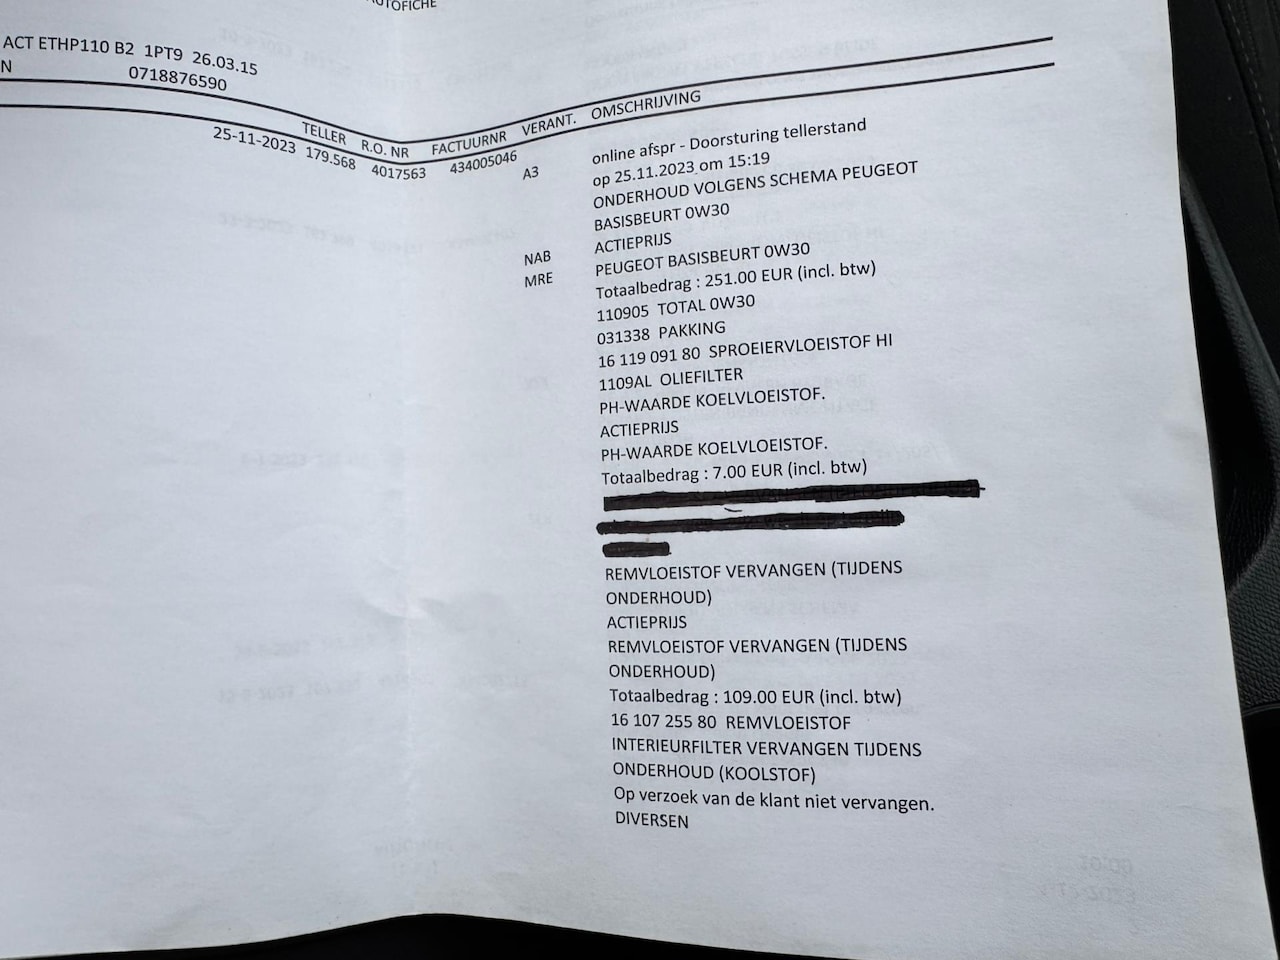 ACT ETHP110 B2 1PT9 26.03.15
N 0718876590
TELLER R.O. NR FACTUURNR VERANT. OMSCHRIJVING
25-11-2023 179.568 4017563 434005046 A3 online afspr - Doorsturing tellerstand
op 25.11.2023 om 15:19
ONDERHOUD VOLGENS SCHEMA PEUGEOT
BASISBEURT 0W30
ACTIEPRIJS
NAB PEUGEOT BASISBEURT 0W30
MRE Totaalbedrag : 251.00 EUR (incl. btw)
110905 TOTAL 0W30
031338 PAKKING
16 119 091 80 SPROEIERVLOEISTOF HI
1109AL OLIEFILTER
PH-WAARDE KOELVLOEISTOF.
ACTIEPRIJS
PH-WAARDE KOELVLOEISTOF.
Totaalbedrag : 7.00 EUR (incl. btw)
REMVLOEISTOF VERVANGEN (TIJDENS
ONDERHOUD)
ACTIEPRIJS
REMVLOEISTOF VERVANGEN (TIJDENS
ONDERHOUD)
Totaalbedrag : 109.00 EUR (incl. btw)
16 107 255 80 REMVLOEISTOF
INTERIEURFILTER VERVANGEN TIJDENS
ONDERHOUD (KOOLSTOF)
Op verzoek van de klant niet vervangen.
DIVERSEN